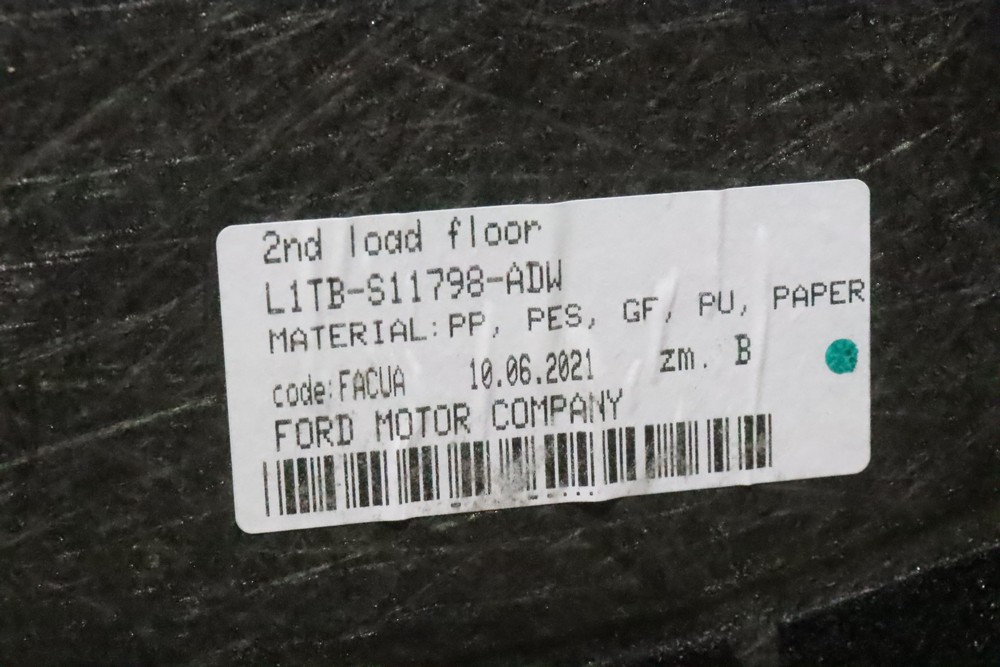 2nd load floor
L1TB-S11798-ADW
MATERIAL:PP, PES, GF, PU, PAPER
code:FACUA 10.06.2021 zm. B
FORD MOTOR COMPANY